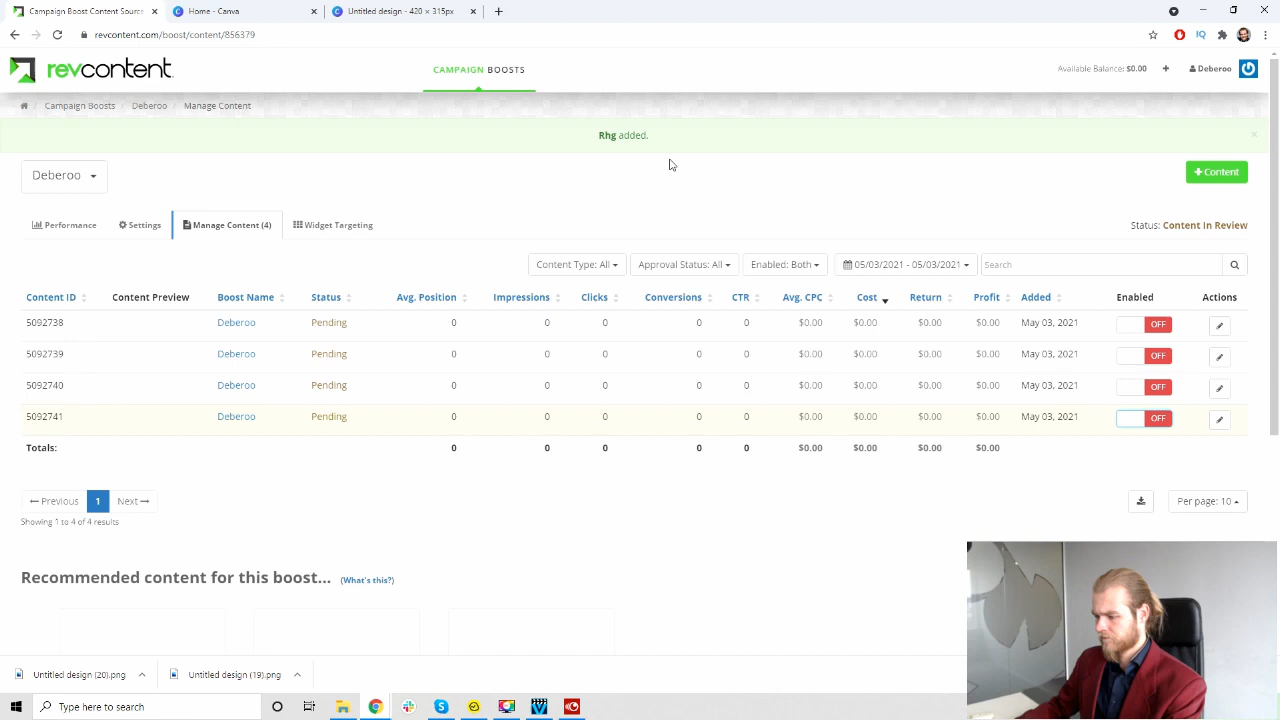 Campaign Boosts Content - Revco
Home - Canva
Untitled design - 420 × 315px
revcontent.com/boost/content/856379
IQ
revcontent
CAMPAIGN BOOSTS
Available Balance: $0.00
Deberoo
Campaign Boosts / Deberoo / Manage Content
Rhg added.
Deberoo
Content
Performance
Settings
Manage Content (4)
Widget Targeting
Status: Content In Review
Content Type: All
Approval Status: All
Enabled: Both
05/03/2021 - 05/03/2021
Search
Content ID Content Preview Boost Name Status Avg. Position Impressions Clicks Conversions CTR Avg. CPC Cost Return Profit Added Enabled Actions
5092738 Deberoo Pending 0 0 0 0 0 $0.00 $0.00 $0.00 $0.00 May 03, 2021 OFF
5092739 Deberoo Pending 0 0 0 0 0 $0.00 $0.00 $0.00 $0.00 May 03, 2021 OFF
5092740 Deberoo Pending 0 0 0 0 0 $0.00 $0.00 $0.00 $0.00 May 03, 2021 OFF
5092741 Deberoo Pending 0 0 0 0 0 $0.00 $0.00 $0.00 $0.00 May 03, 2021 OFF
Totals: 0 0 0 0 0 $0.00 $0.00 $0.00 $0.00
Previous 1 Next
Per page: 10
Showing 1 to 4 of 4 results
Recommended content for this boost... (What's this?)
Untitled design (20).png
Untitled design (19).png
Type here to search